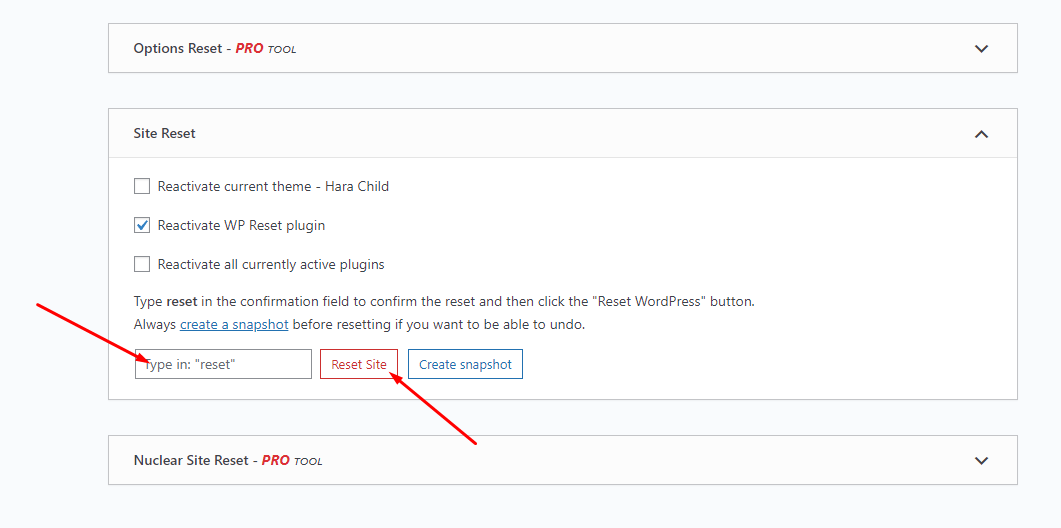 Options Reset - PRO TOOL
Site Reset
Reactivate current theme - Hara Child
Reactivate WP Reset plugin
Reactivate all currently active plugins
Type reset in the confirmation field to confirm the reset and then click the "Reset WordPress" button.
Always create a snapshot before resetting if you want to be able to undo.
Type in: "reset" Reset Site Create snapshot
Nuclear Site Reset - PRO TOOL